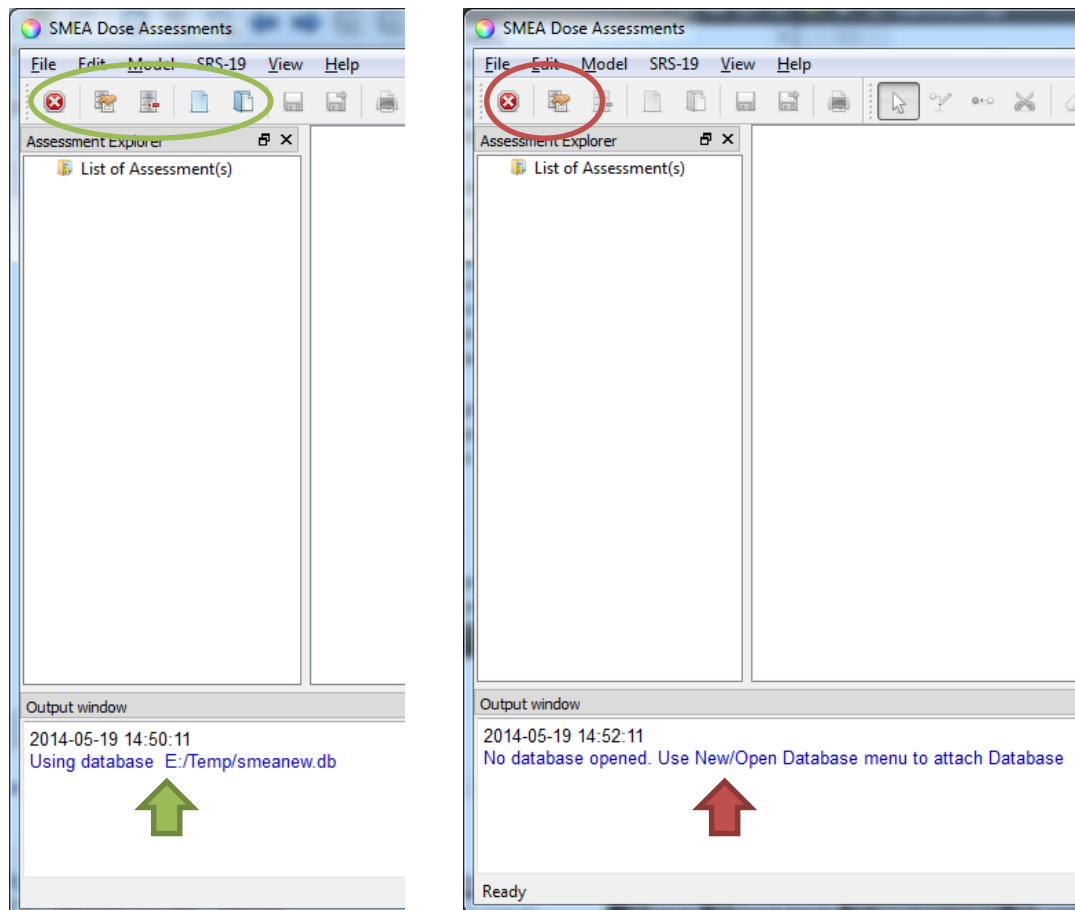 SMEA Dose Assessments
File Edit Model SRS-19 View Help
Assessment Explorer
List of Assessment(s)
Output window
2014-05-19 14:50:11
Using database E:/Temp/smeanew.db
SMEA Dose Assessments
File Edit Model SRS-19 View Help
Assessment Explorer
List of Assessment(s)
Output window
2014-05-19 14:52:11
No database opened. Use New/Open Database menu to attach Database
Ready